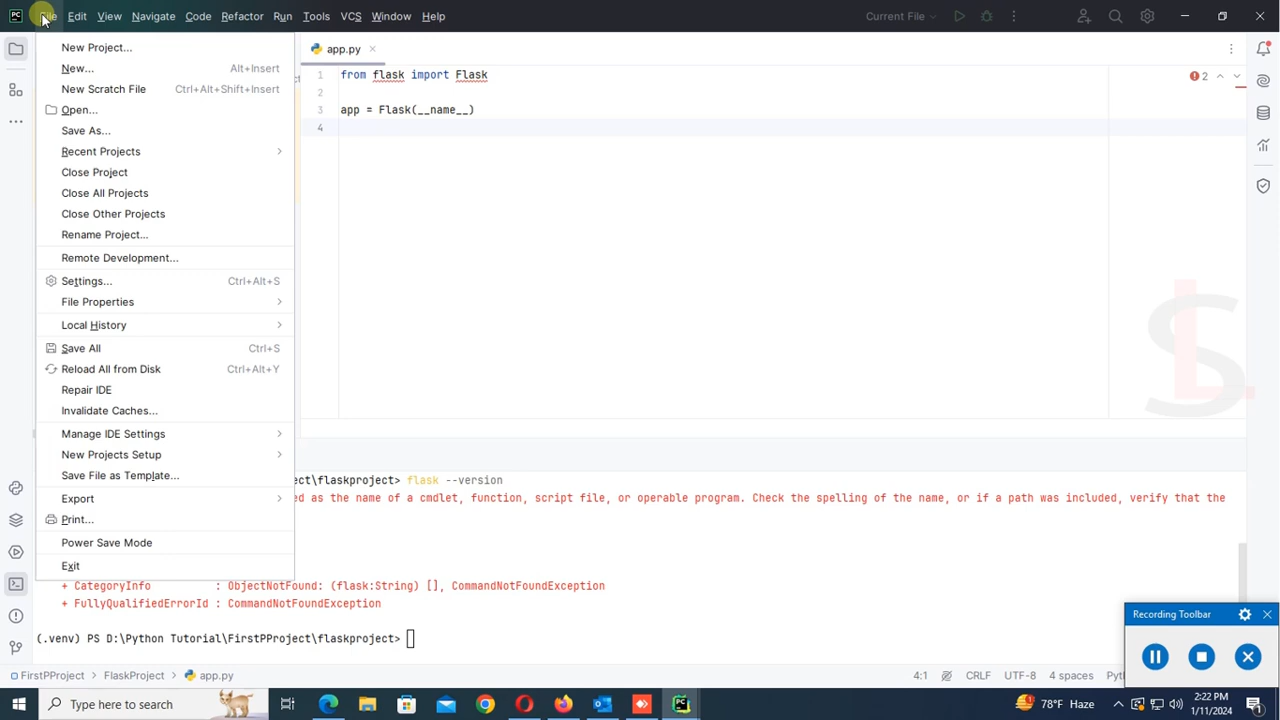 PC File Edit View Navigate Code Refactor Run Tools VCS Window Help Current File
New Project...
New... Alt+Insert
New Scratch File Ctrl+Alt+Shift+Insert
Open...
Save As...
Recent Projects
Close Project
Close All Projects
Close Other Projects
Rename Project...
Remote Development...
Settings... Ctrl+Alt+S
File Properties
Local History
Save All Ctrl+S
Reload All from Disk Ctrl+Alt+Y
Repair IDE
Invalidate Caches...
Manage IDE Settings
New Projects Setup
Save File as Template...
Export
Print...
Power Save Mode
Exit
app.py
1 from flask import Flask
2
3 app = Flask(__name__)
4
2
LS
ct\flaskproject> flask --version
ed as the name of a cmdlet, function, script file, or operable program. Check the spelling of the name, or if a path was included, verify that the
+ CategoryInfo : ObjectNotFound: (flask:String) [], CommandNotFoundException
+ FullyQualifiedErrorId : CommandNotFoundException
(.venv) PS D:\Python Tutorial\FirstPProject\flaskproject>
Recording Toolbar
FirstPProject > FlaskProject > app.py 4:1 CRLF UTF-8 4 spaces
Type here to search
78°F Haze
2:22 PM
1/11/2024
1